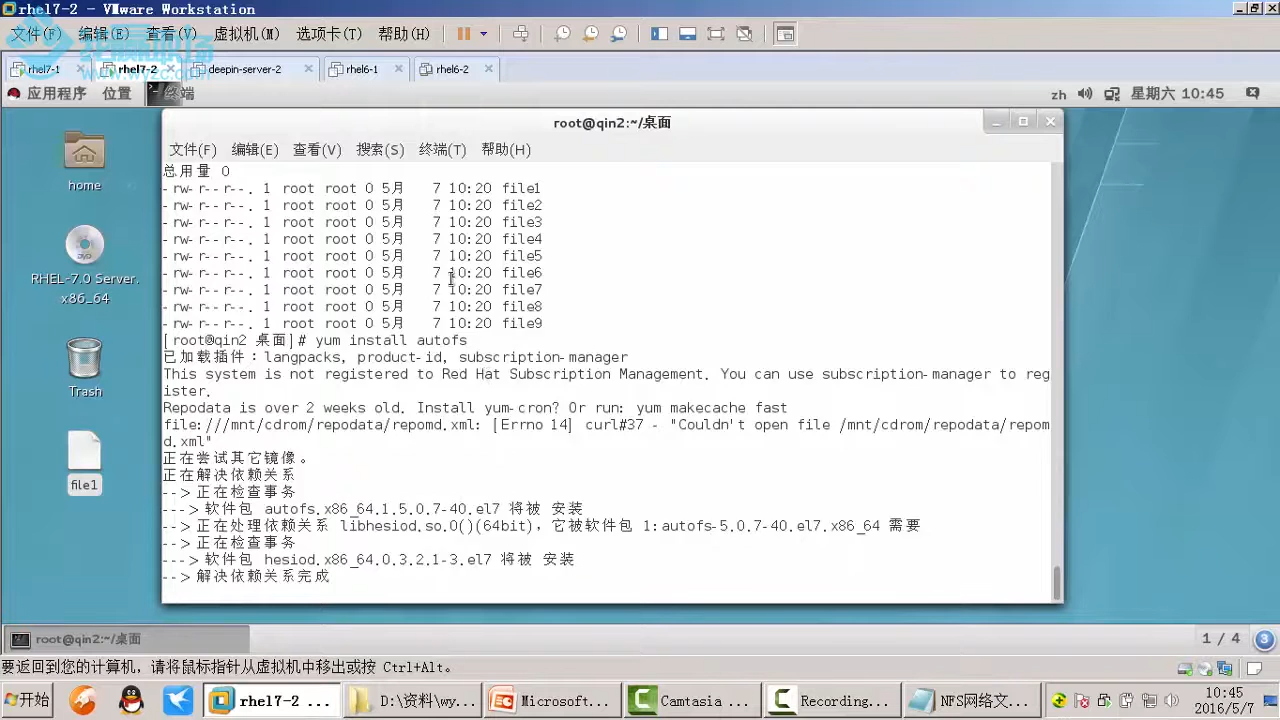 rhel7-2 - VMware Workstation
文件(F) 编辑(E) 查看(V) 虚拟机(M) 选项卡(T) 帮助(H)
rhel7-1 rhel7-2 deepin-server-2 rhel6-1 rhel6-2
应用程序 位置 终端 zh 星期六 10:45
root@qin2:~/桌面
文件(F) 编辑(E) 查看(V) 搜索(S) 终端(T) 帮助(H)
home
RHEL-7.0 Server.
x86_64
Trash
file1
总用量 0
-rw-r--r--. 1 root root 0 5月 7 10:20 file1
-rw-r--r--. 1 root root 0 5月 7 10:20 file2
-rw-r--r--. 1 root root 0 5月 7 10:20 file3
-rw-r--r--. 1 root root 0 5月 7 10:20 file4
-rw-r--r--. 1 root root 0 5月 7 10:20 file5
-rw-r--r--. 1 root root 0 5月 7 10:20 file6
-rw-r--r--. 1 root root 0 5月 7 10:20 file7
-rw-r--r--. 1 root root 0 5月 7 10:20 file8
-rw-r--r--. 1 root root 0 5月 7 10:20 file9
[root@qin2 桌面]# yum install autofs
已加载插件：langpacks, product-id, subscription-manager
This system is not registered to Red Hat Subscription Management. You can use subscription-manager to reg
ister.
Repodata is over 2 weeks old. Install yum-cron? Or run: yum makecache fast
file:///mnt/cdrom/repodata/repomd.xml: [Errno 14] curl#37 - "Couldn't open file /mnt/cdrom/repodata/repom
d.xml"
正在尝试其它镜像。
正在解决依赖关系
--> 正在检查事务
---> 软件包 autofs.x86_64.1.5.0.7-40.el7 将被 安装
--> 正在处理依赖关系 libhesiod.so.0()(64bit)，它被软件包 1:autofs-5.0.7-40.el7.x86_64 需要
--> 正在检查事务
---> 软件包 hesiod.x86_64.0.3.2.1-3.el7 将被 安装
--> 解决依赖关系完成
root@qin2:~/桌面 1 / 4 3
要返回到您的计算机，请将鼠标指针从虚拟机中移出或按 Ctrl+Alt。
开始 rhel7-2 ... D:\资料\wy... Microsoft... Camtasia ... Recording... NFS网络文... 10:45
2016/5/7